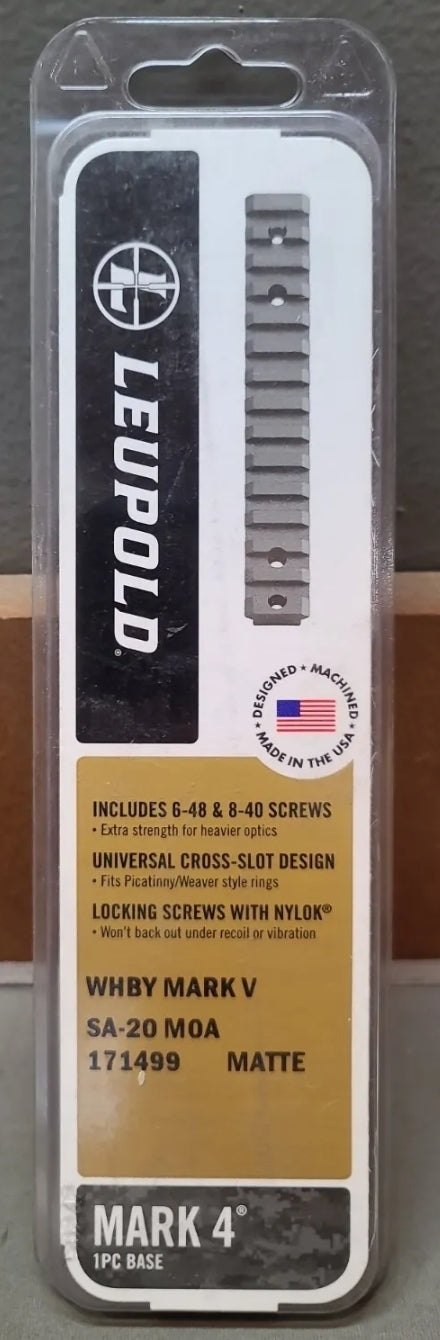 LEUPOLD®
DESIGNED ★ MACHINED ★ MADE IN THE USA ★
INCLUDES 6-48 & 8-40 SCREWS
• Extra strength for heavier optics
UNIVERSAL CROSS-SLOT DESIGN
• Fits Picatinny/Weaver style rings
LOCKING SCREWS WITH NYLOK®
• Won't back out under recoil or vibration
WHBY MARK V
SA-20 MOA
171499 MATTE
MARK 4®
1PC BASE